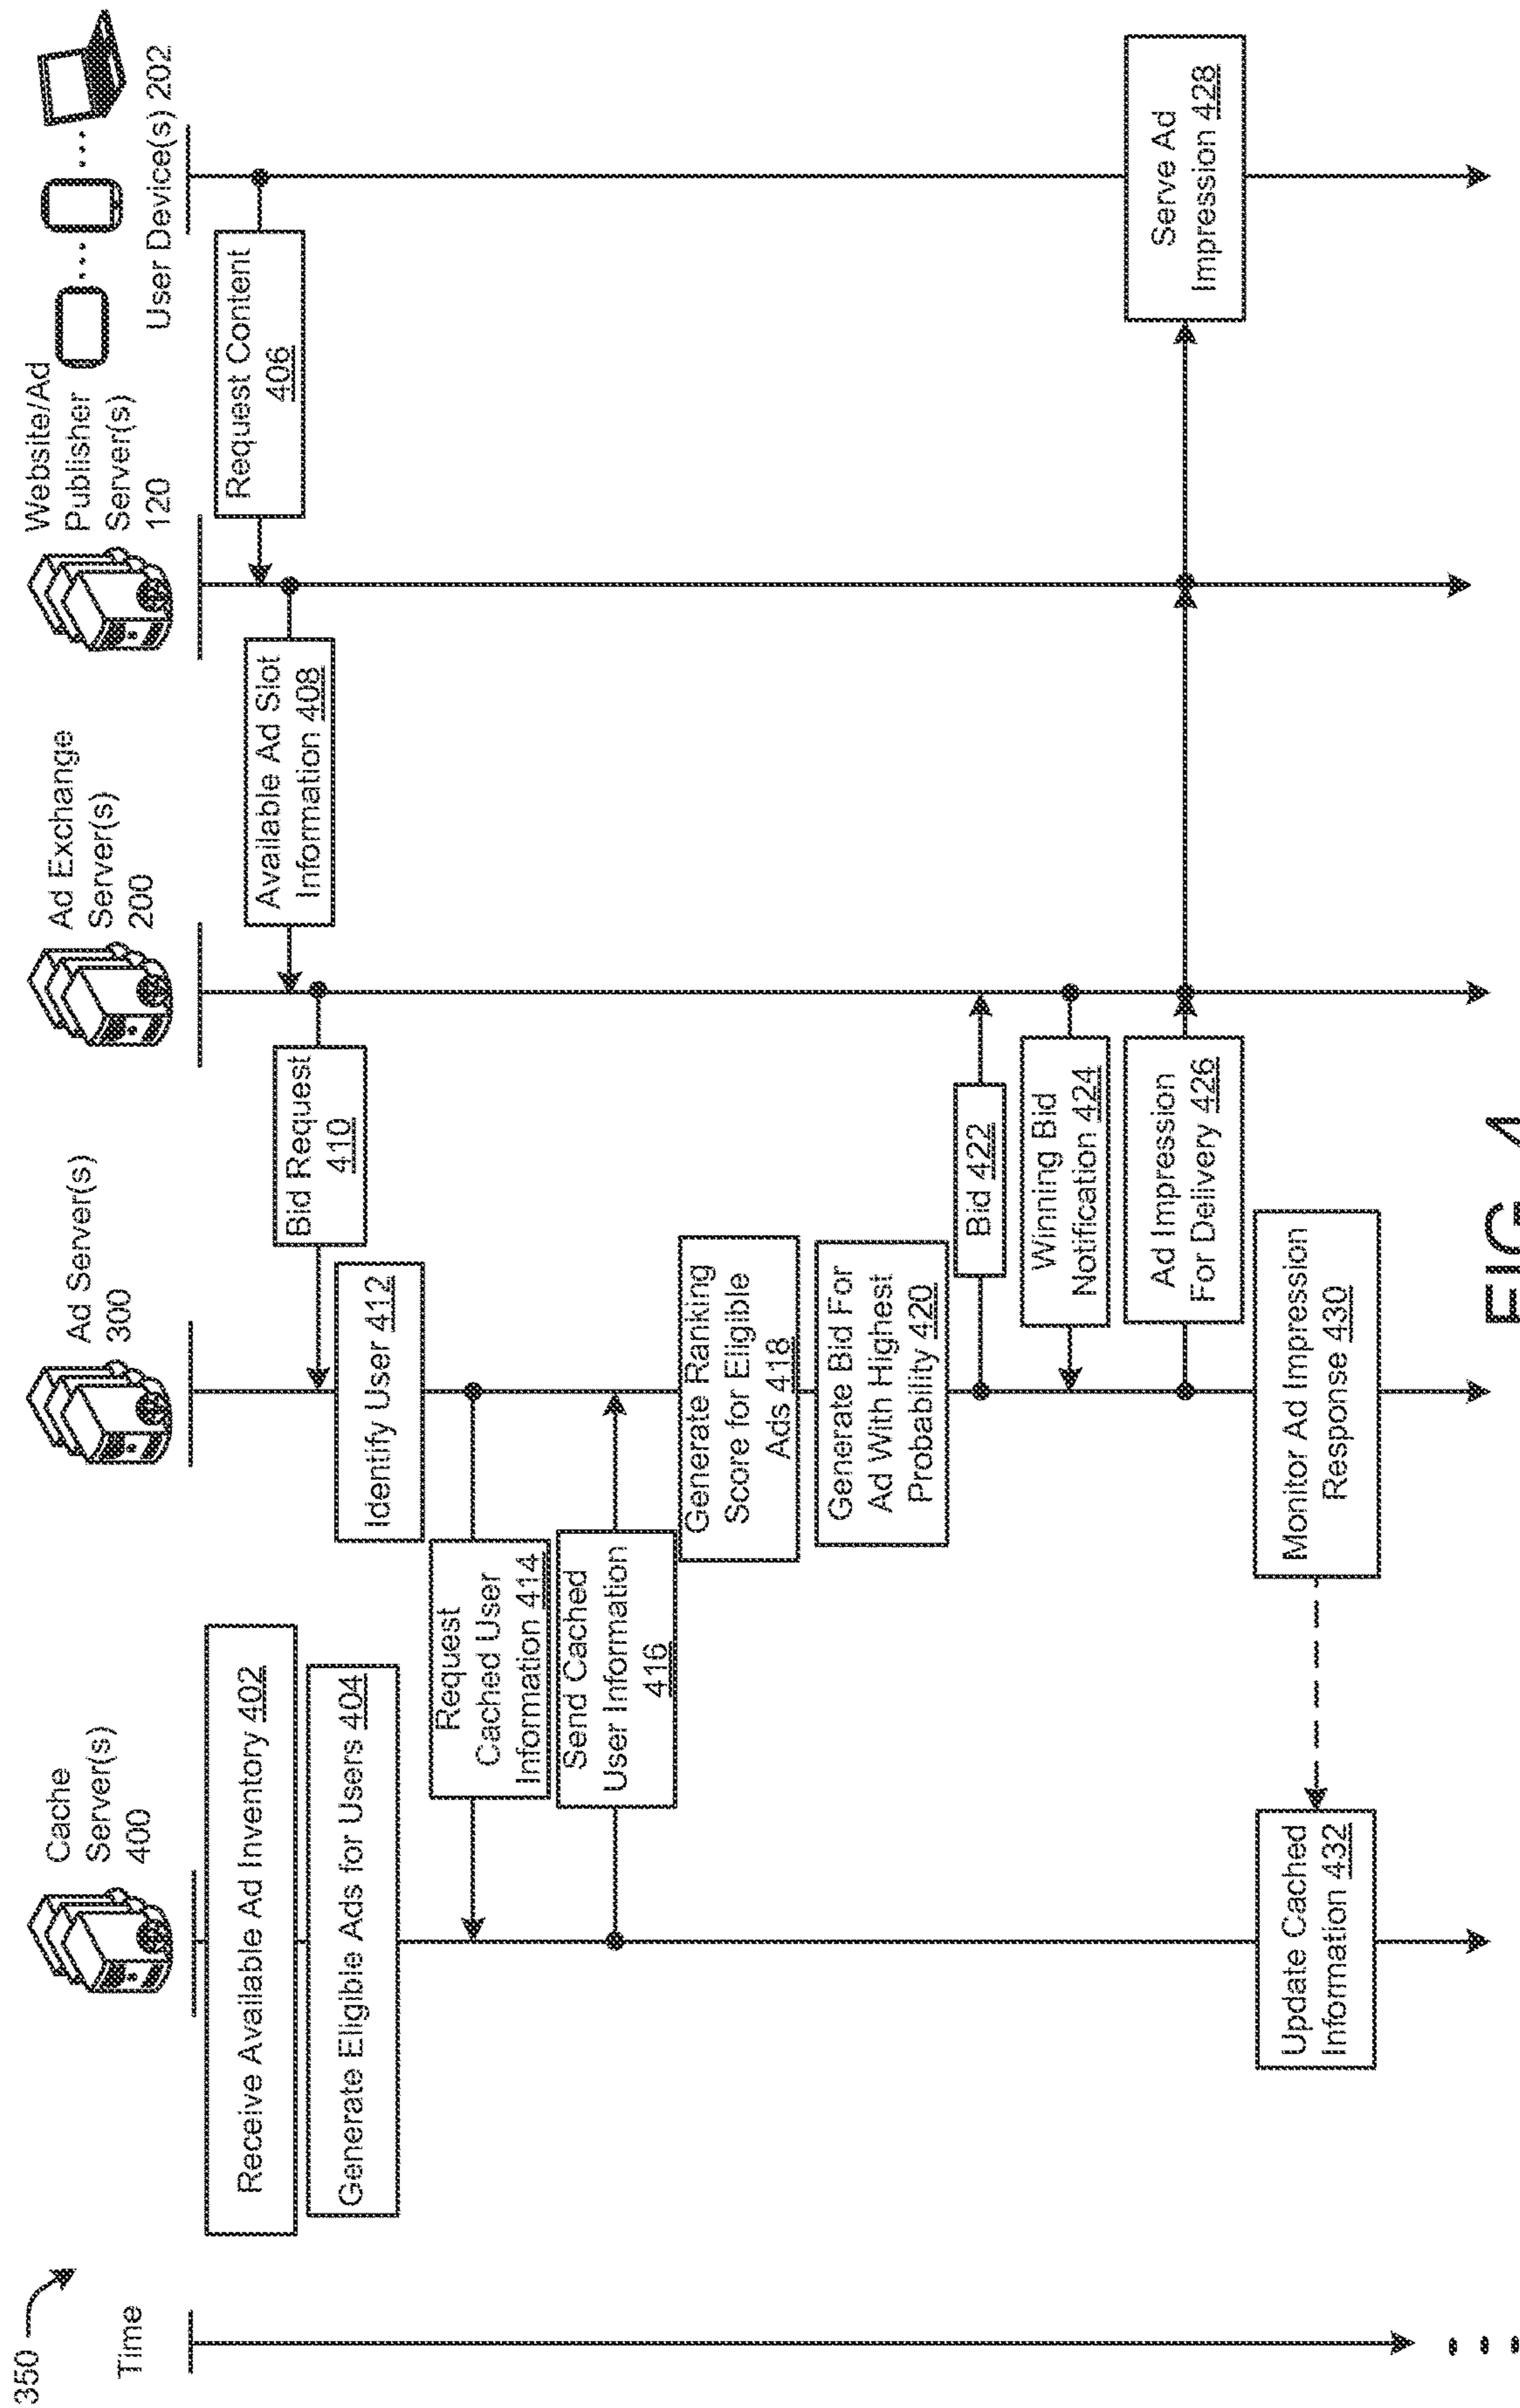 350
Time
Cache
Server(s)
400
Ad Server(s)
300
Ad Exchange
Server(s)
200
Website/Ad
Publisher
Server(s)
120
User Device(s) 202
Receive Available Ad Inventory 402
Generate Eligible Ads for Users 404
Request Content
406
Available Ad Slot
Information 408
Bid Request
410
Identify User 412
Request
Cached User
Information 414
Send Cached
User Information
416
Generate Ranking
Score for Eligible
Ads 418
Generate Bid For
Ad With Highest
Probability 420
Bid 422
Winning Bid
Notification 424
Ad Impression
For Delivery 426
Serve Ad
Impression 428
Monitor Ad Impression
Response 430
Update Cached
Information 432
FIG. 4